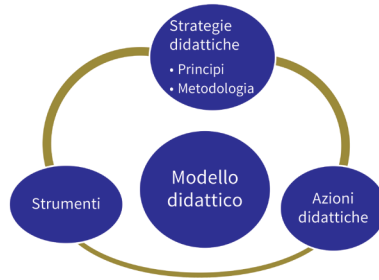 Strategie
didattiche
• Principi
• Metodologia
Modello
didattico
Strumenti
Azioni
didattiche